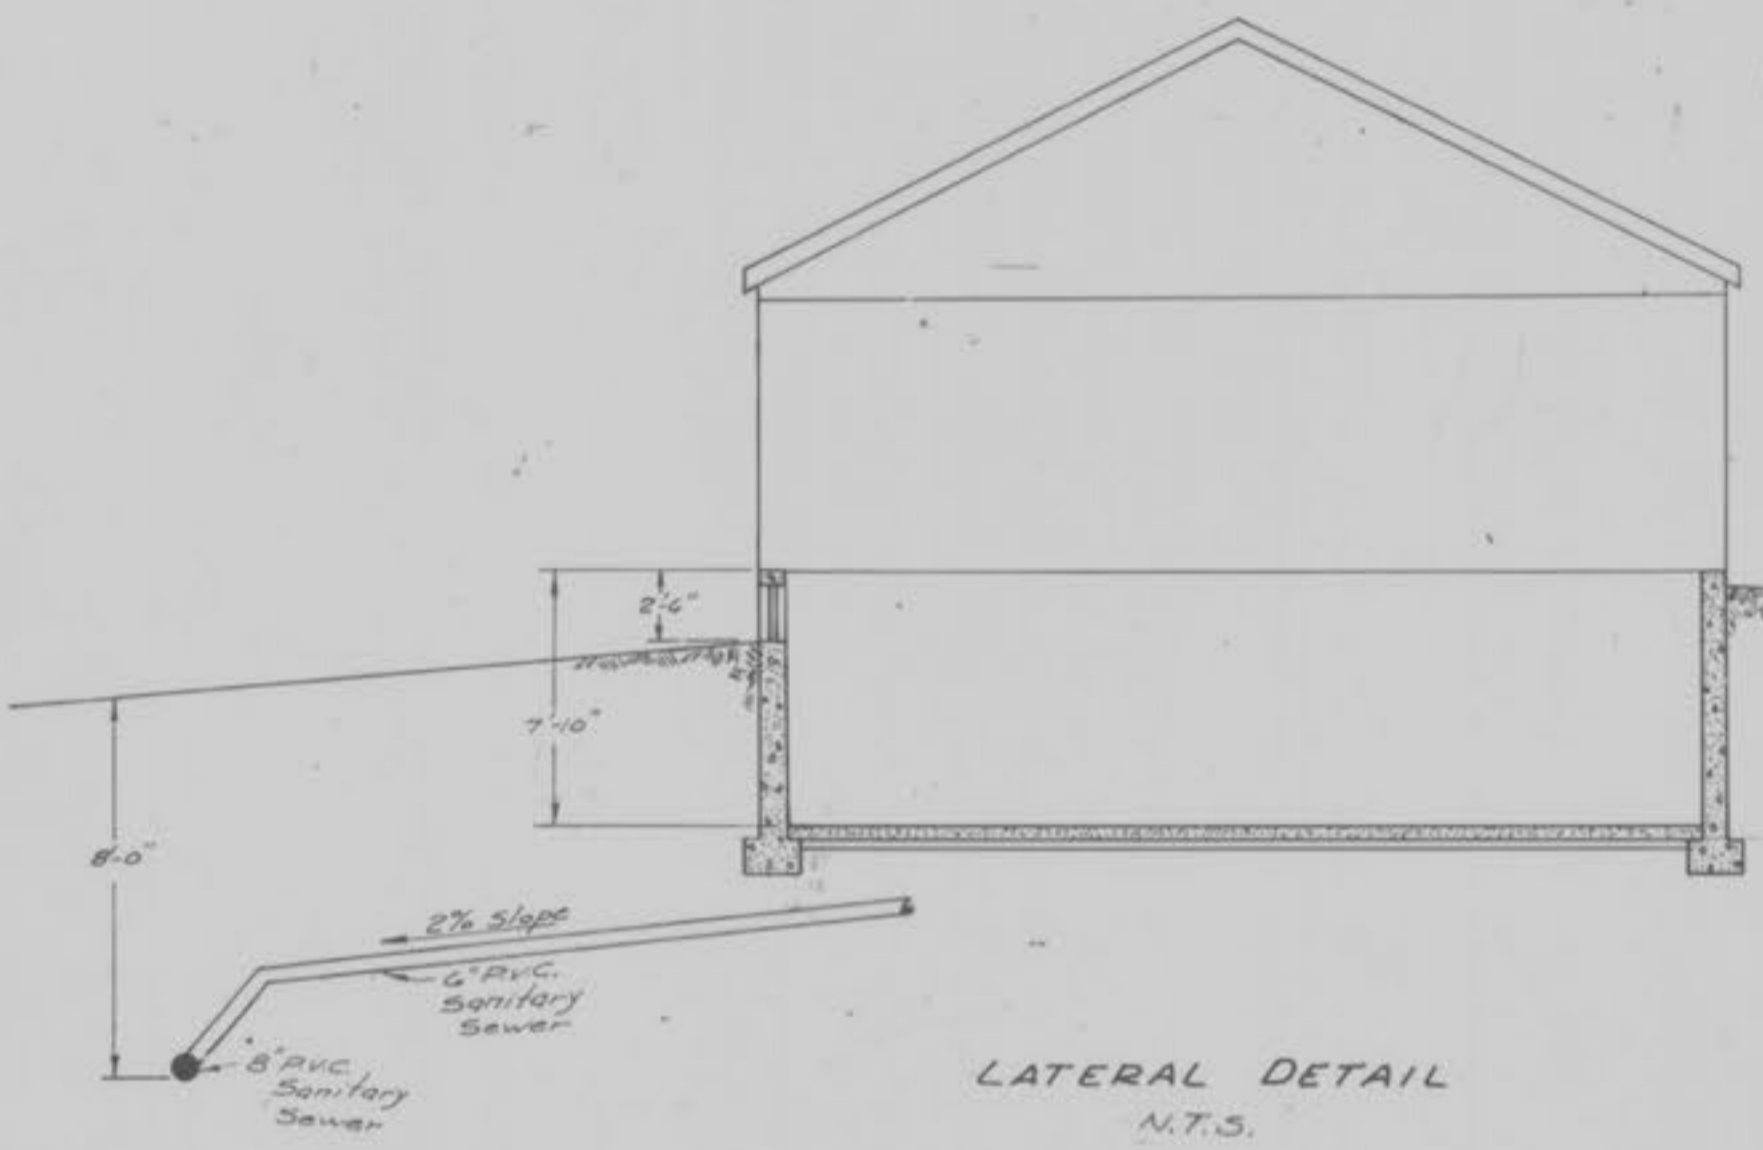 2'-6"
7'-10"
8'-0"
2% Slope
6" P.V.C.
Sanitary
Sewer
8" P.V.C.
Sanitary
Sewer
LATERAL DETAIL
N.T.S.